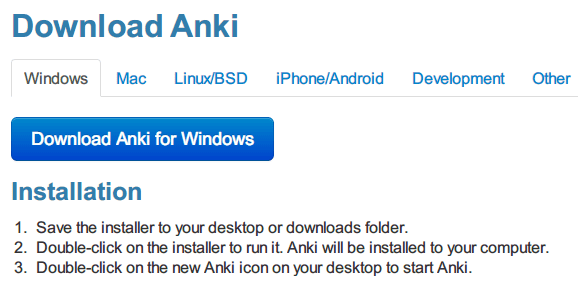 Download Anki
Windows Mac Linux/BSD iPhone/Android Development Other
Download Anki for Windows
Installation
1. Save the installer to your desktop or downloads folder.
2. Double-click on the installer to run it. Anki will be installed to your computer.
3. Double-click on the new Anki icon on your desktop to start Anki.